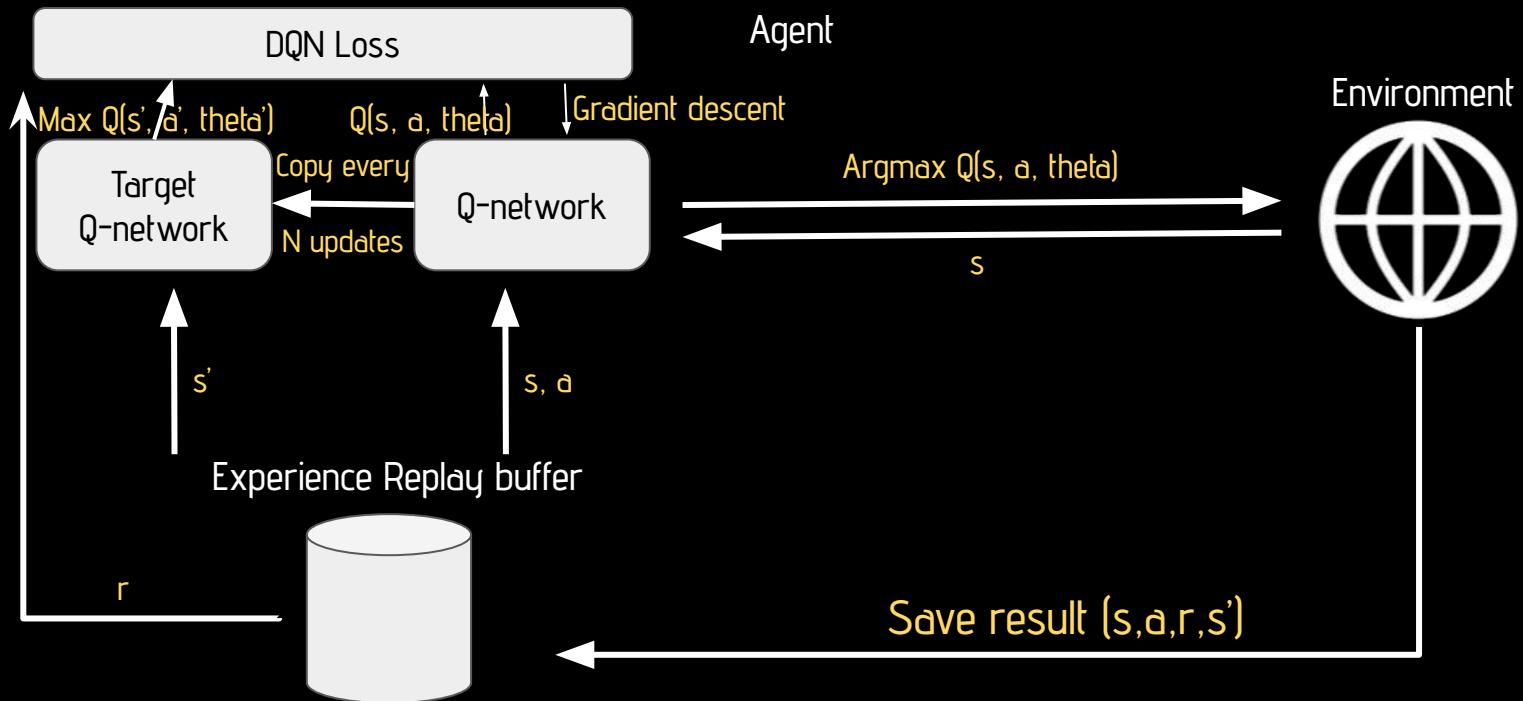 DQN Loss
Agent
Environment
Max Q(s', a', theta')
Q(s, a, theta)
Gradient descent
Target
Q-network
Copy every
N updates
Q-network
Argmax Q(s, a, theta)
s
s'
s, a
Experience Replay buffer
r
Save result (s,a,r,s')